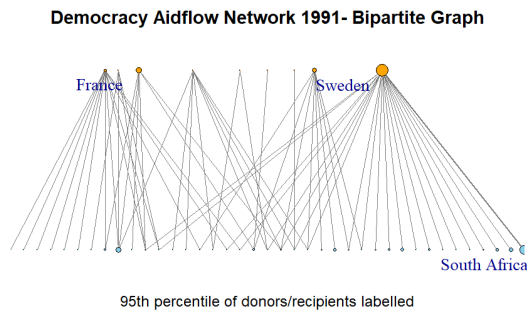 Democracy Aidflow Network 1991- Bipartite Graph
France
Sweden
South Africa
95th percentile of donors/recipients labelled